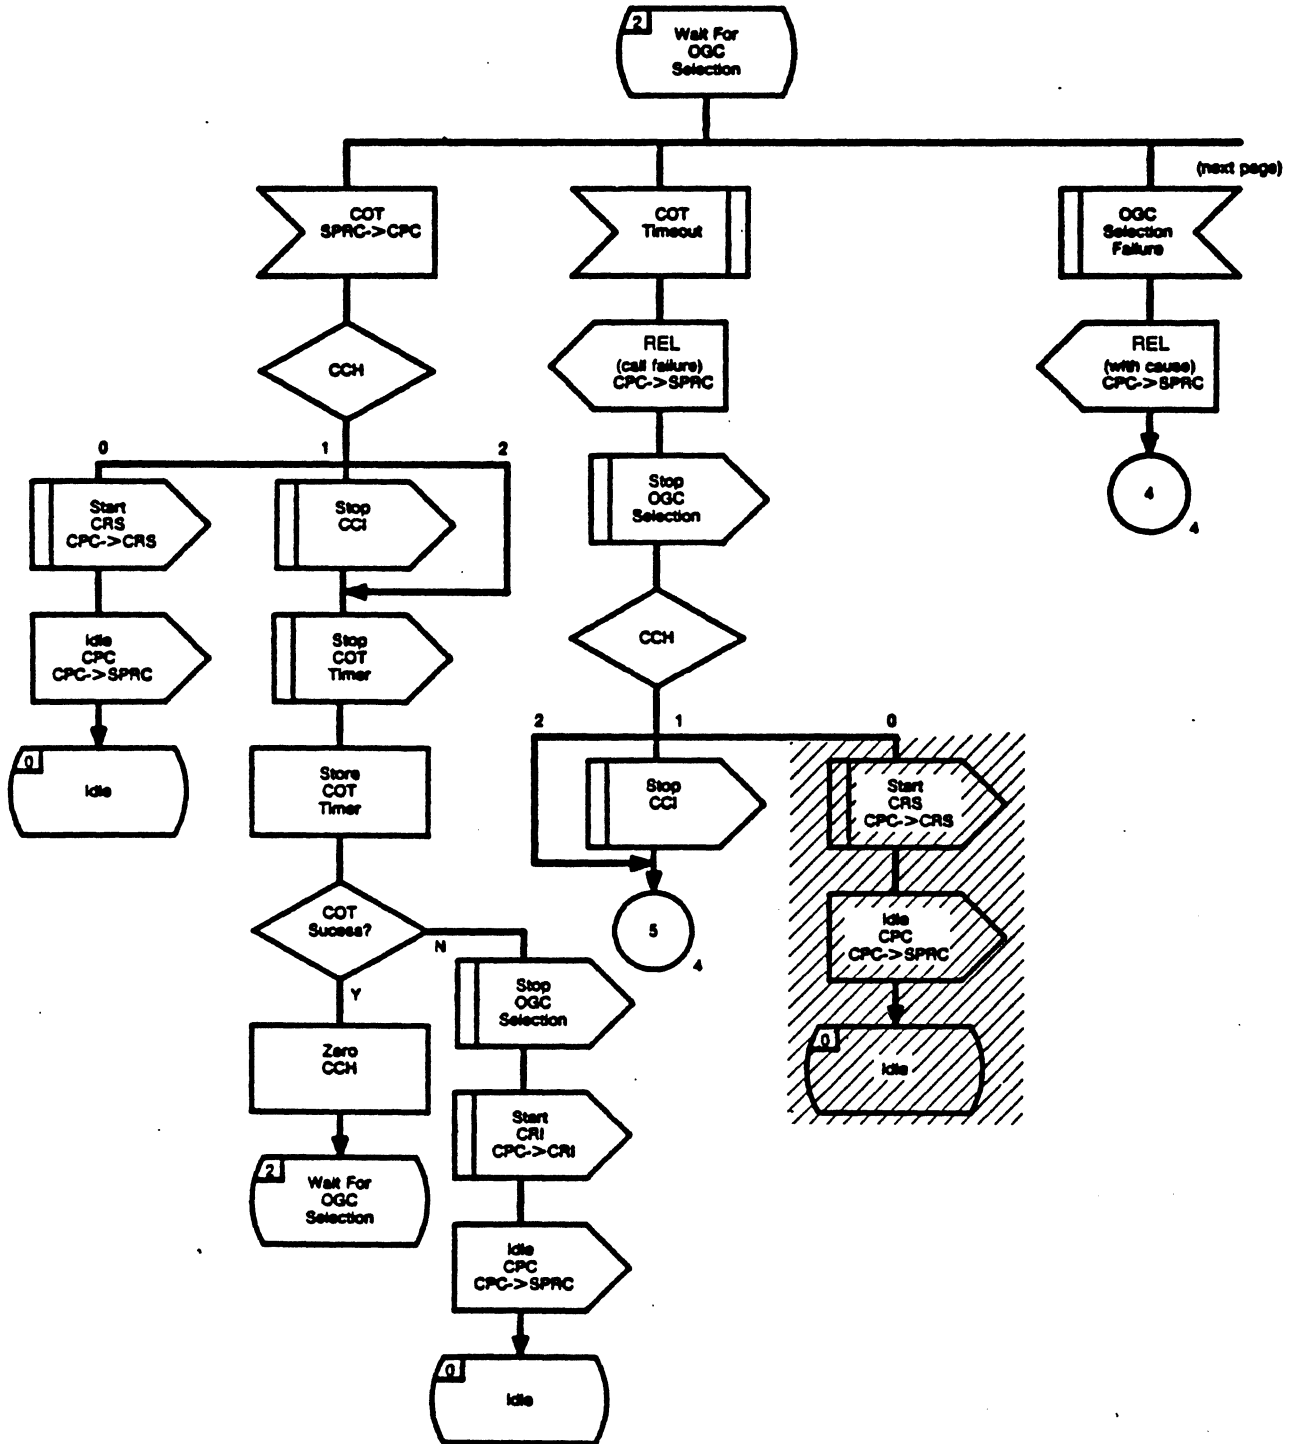 2
Wait For
OGC
Selection
(next page)
COT
SPRC->CPC
COT
Timeout
OGC
Selection
Failure
CCH
REL
(call failure)
CPC->SPRC
REL
(with cause)
CPC->SPRC
0
1
2
Start
CRS
CPC->CRS
Stop
CCI
Stop
OGC
Selection
4
4
Idle
CPC
CPC->SPRC
Stop
COT
Timer
CCH
0
Idle
Store
COT
Timer
2
1
0
Stop
CCI
Start
CRS
CPC->CRS
COT
Sucess?
N
Y
5
4
Idle
CPC
CPC->SPRC
Stop
OGC
Selection
Zero
CCH
0
Idle
Start
CRI
CPC->CRI
2
Wait For
OGC
Selection
Idle
CPC
CPC->SPRC
0
Idle